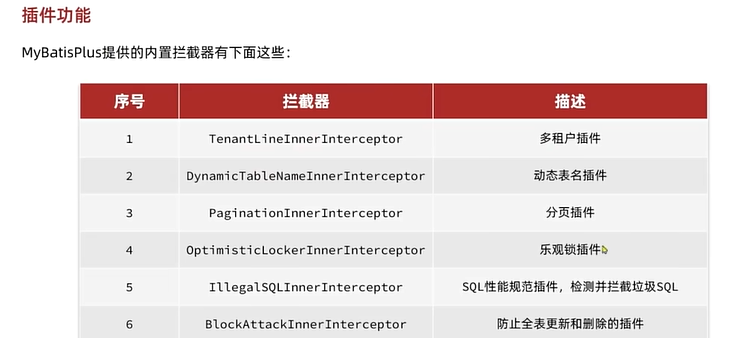 插件功能
MyBatisPlus提供的内置拦截器有下面这些：
序号 拦截器 描述
1 TenantLineInnerInterceptor 多租户插件
2 DynamicTableNameInnerInterceptor 动态表名插件
3 PaginationInnerInterceptor 分页插件
4 OptimisticLockerInnerInterceptor 乐观锁插件
5 IllegalSQLInnerInterceptor SQL性能规范插件，检测并拦截垃圾SQL
6 BlockAttackInnerInterceptor 防止全表更新和删除的插件